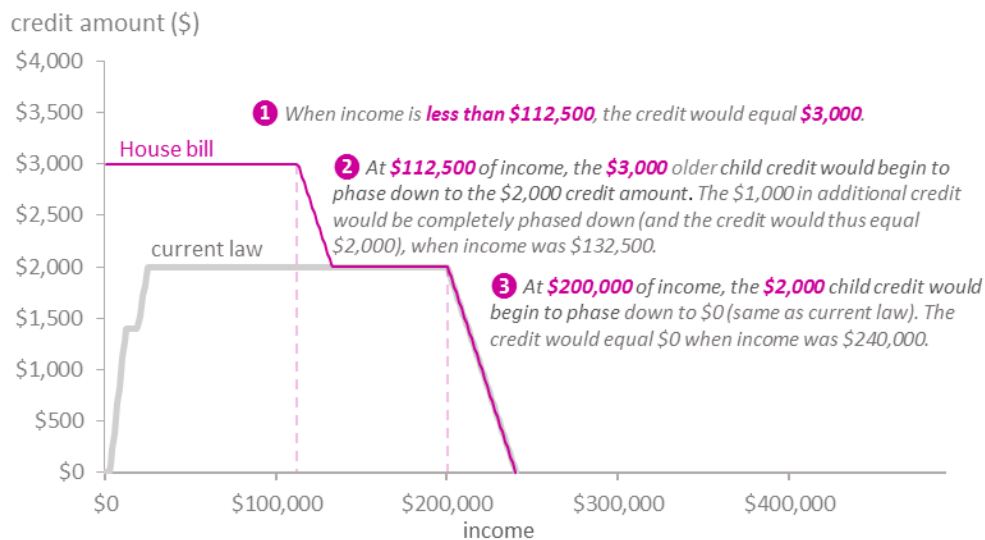 credit amount ($)
$4,000
$3,500
$3,000
$2,500
$2,000
$1,500
$1,000
$500
$0
1 When income is less than $112,500, the credit would equal $3,000.
House bill
2 At $112,500 of income, the $3,000 older child credit would begin to
phase down to the $2,000 credit amount. The $1,000 in additional credit
would be completely phased down (and the credit would thus equal
$2,000), when income was $132,500.
current law
3 At $200,000 of income, the $2,000 child credit would
begin to phase down to $0 (same as current law). The
credit would equal $0 when income was $240,000.
$0
$100,000
$200,000
$300,000
$400,000
income